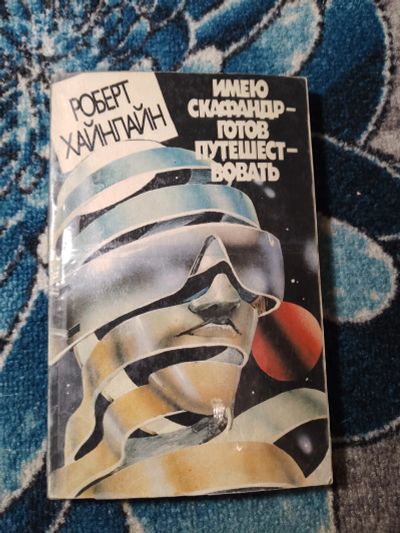 РОБЕРТ
ХАЙНЛАЙН
ИМЕЮ
СКАФАНДР–
ГОТОВ
ПУТЕШЕСТ–
ВОВАТЬ